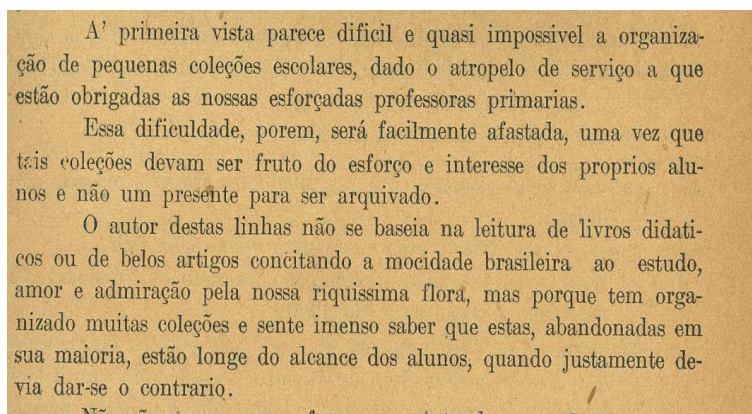 A' primeira vista parece dificil e quasi impossivel a organiza-
ção de pequenas coleções escolares, dado o atropelo de serviço a que
estão obrigadas as nossas esforçadas professoras primarias.
Essa dificuldade, porem, será facilmente afastada, uma vez que
tais coleções devam ser fruto do esforço e interesse dos proprios alu-
nos e não um presente para ser arquivado.
O autor destas linhas não se baseia na leitura de livros didati-
cos ou de belos artigos concitando a mocidade brasileira ao estudo,
amor e admiração pela nossa riquissima flora, mas porque tem orga-
nizado muitas coleções e sente imenso saber que estas, abandonadas em
sua maioria, estão longe do alcance dos alunos, quando justamente de-
via dar-se o contrario.